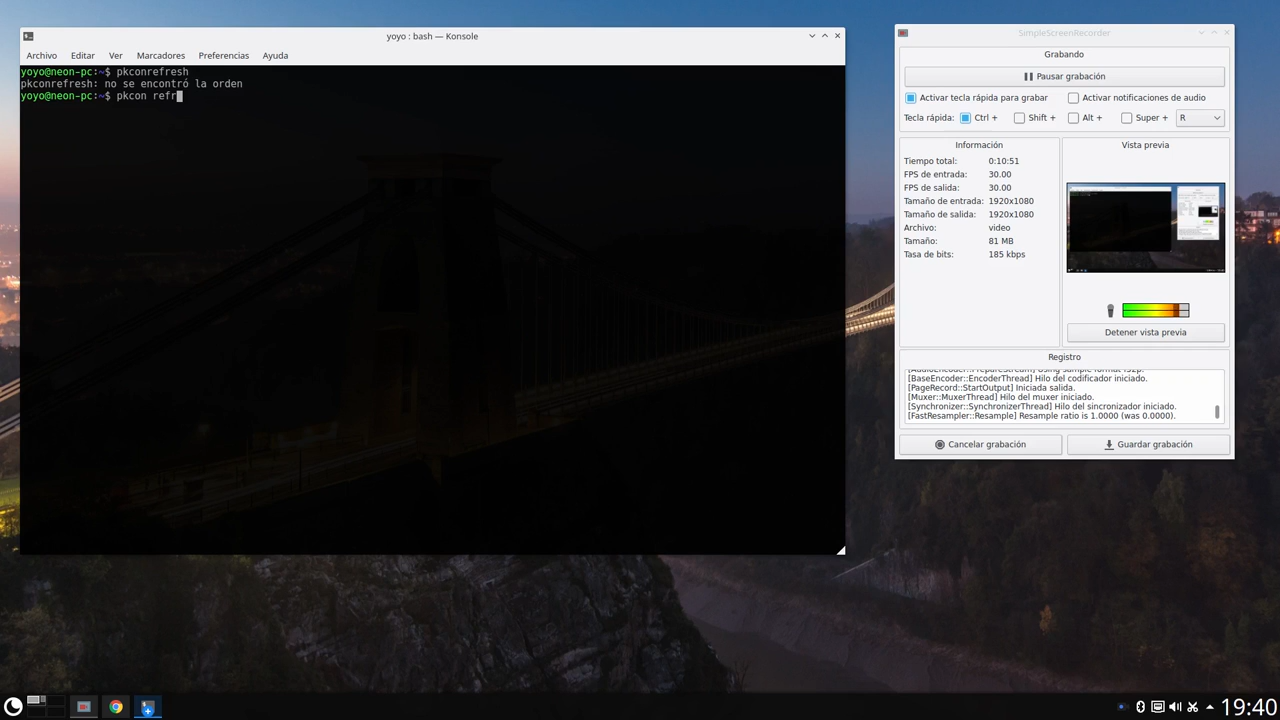 yoyo : bash — Konsole
Archivo Editar Ver Marcadores Preferencias Ayuda
yoyo@neon-pc:~$ pkconrefresh
pkconrefresh: no se encontró la orden
yoyo@neon-pc:~$ pkcon refr
SimpleScreenRecorder
Grabando
Pausar grabación
Activar tecla rápida para grabar Activar notificaciones de audio
Tecla rápida: Ctrl + Shift + Alt + Super + R
Información
Tiempo total: 0:10:51
FPS de entrada: 30.00
FPS de salida: 30.00
Tamaño de entrada: 1920x1080
Tamaño de salida: 1920x1080
Archivo: video
Tamaño: 81 MB
Tasa de bits: 185 kbps
Vista previa
Detener vista previa
Registro
[BaseEncoder::EncoderThread] Hilo del codificador iniciado.
[PageRecord::StartOutput] Iniciada salida.
[Muxer::MuxerThread] Hilo del muxer iniciado.
[Synchronizer::SynchronizerThread] Hilo del sincronizador iniciado.
[FastResampler::Resample] Resample ratio is 1.0000 (was 0.0000).
Cancelar grabación Guardar grabación
19:40